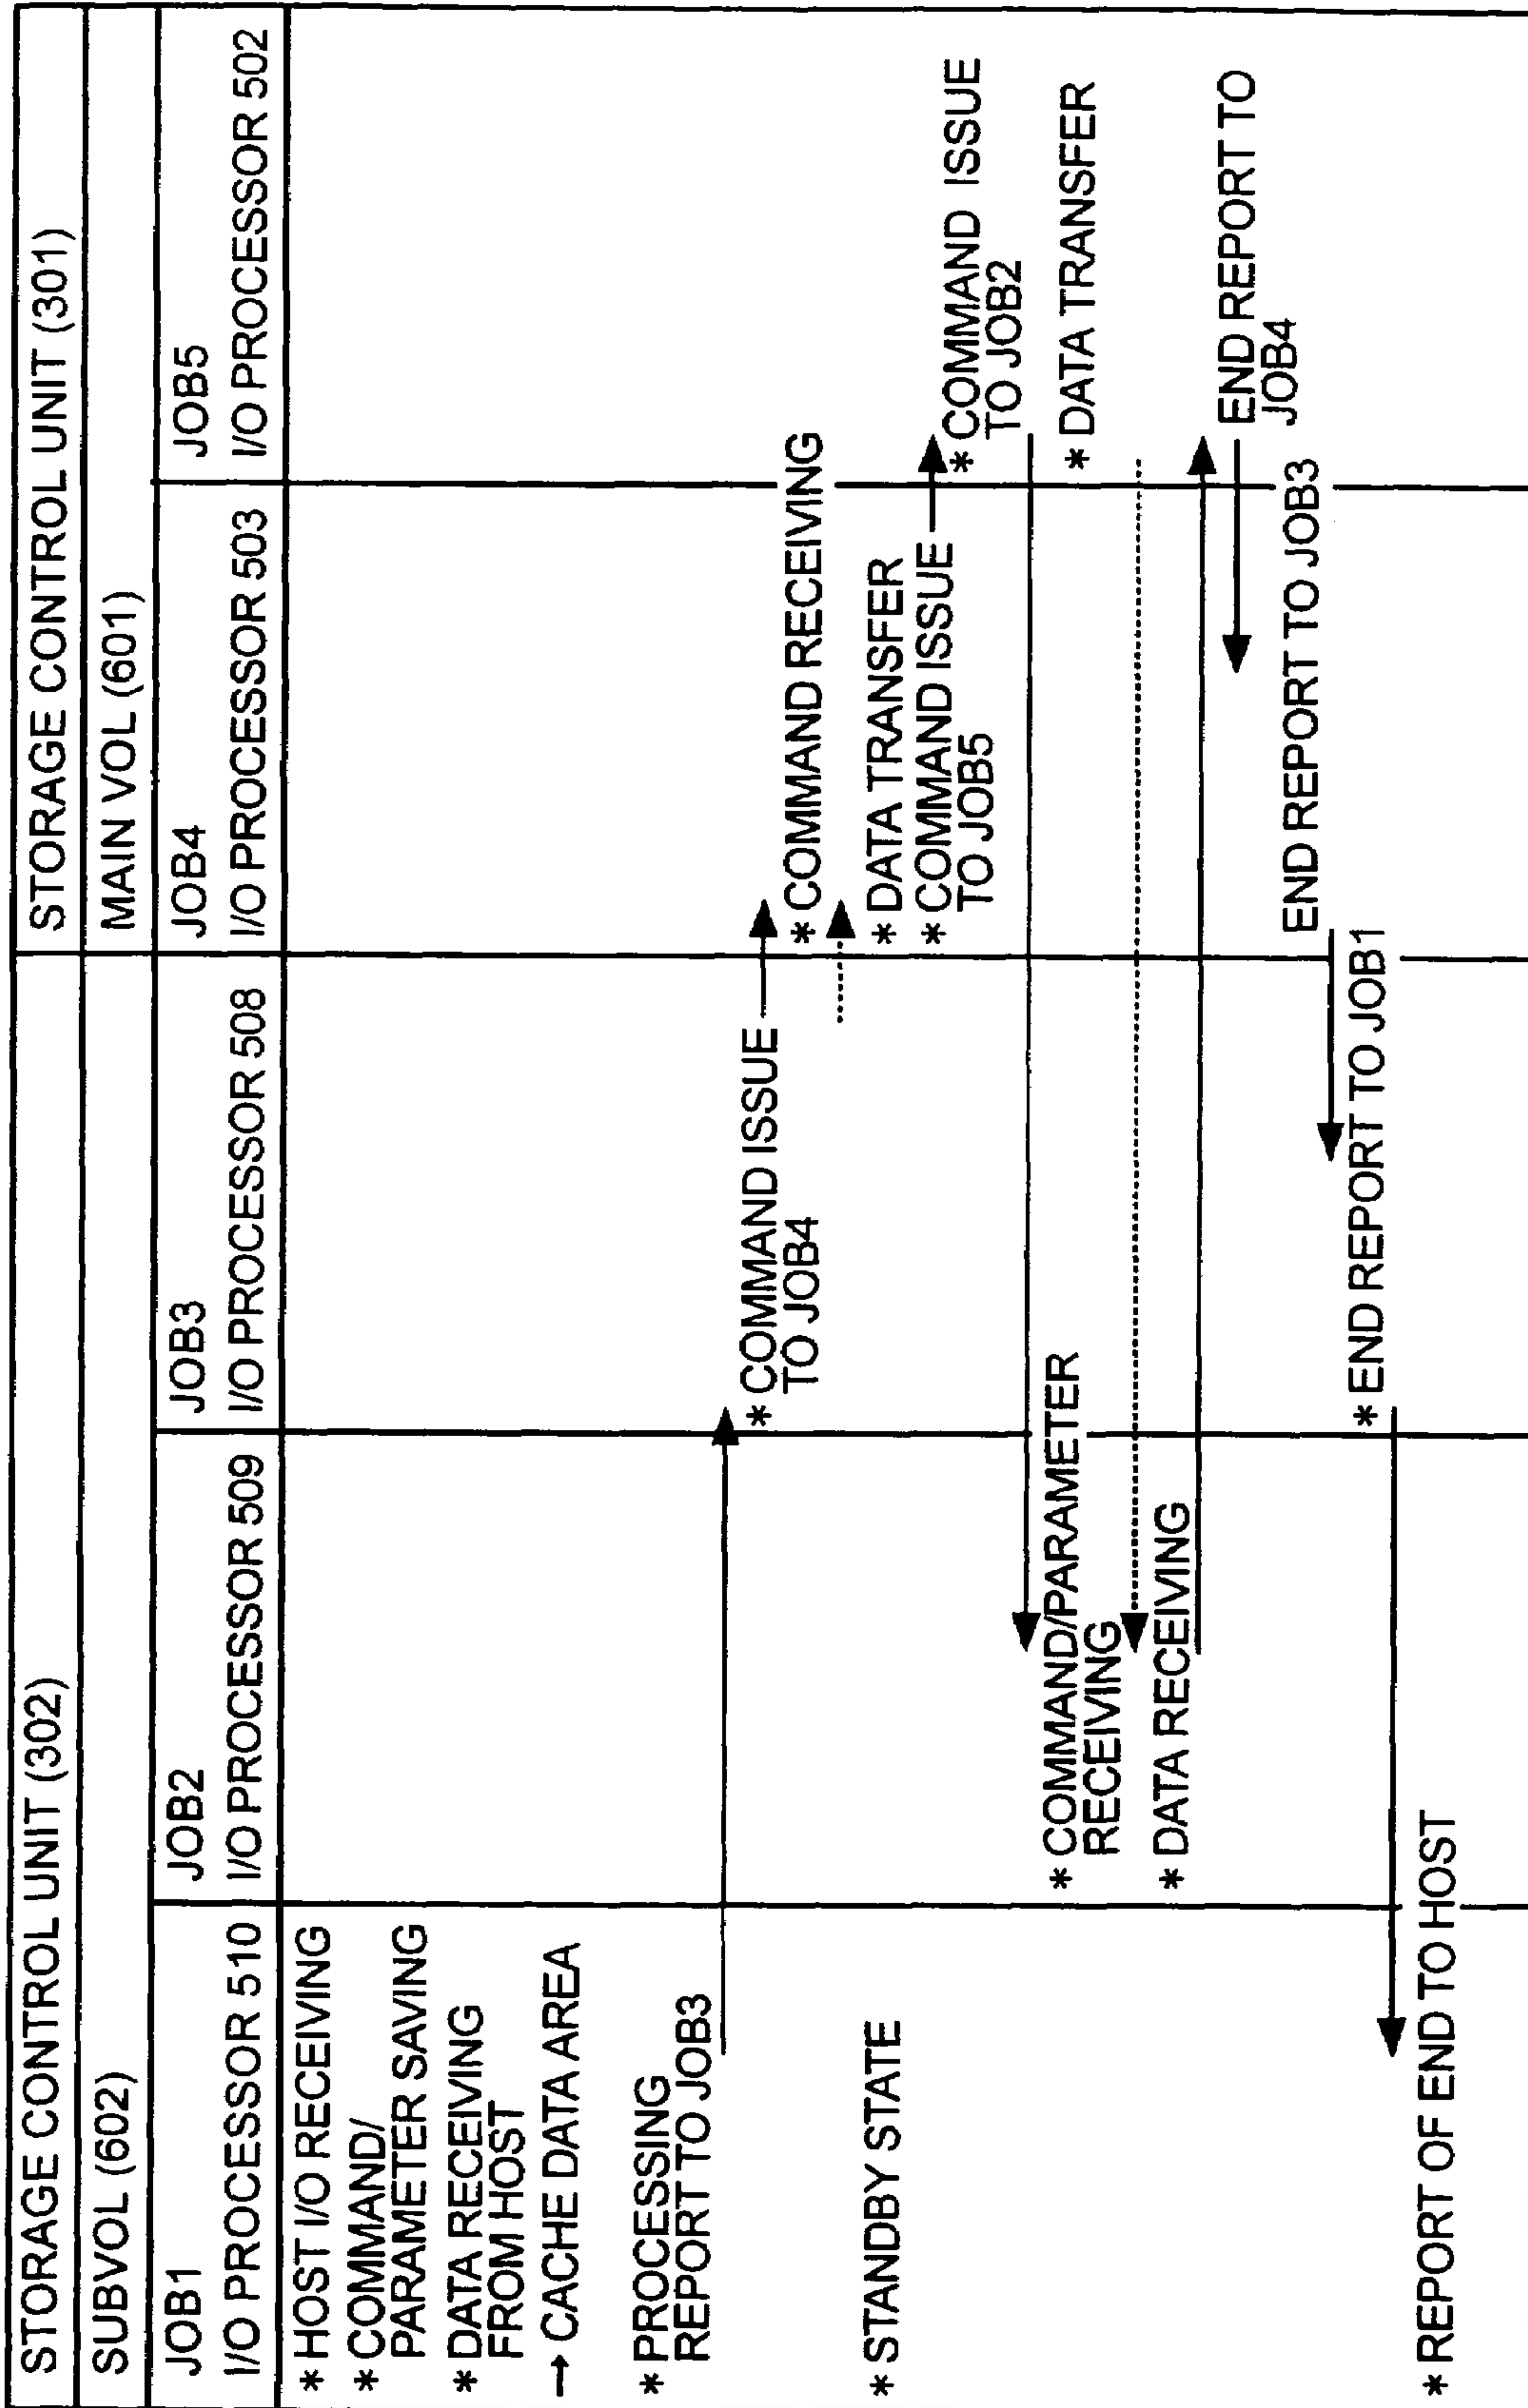 STORAGE CONTROL UNIT (302)
STORAGE CONTROL UNIT (301)
SUBVOL (602)
MAIN VOL (601)
JOB1
JOB2
JOB3
JOB4
JOB5
I/O PROCESSOR 510
I/O PROCESSOR 509
I/O PROCESSOR 508
I/O PROCESSOR 503
I/O PROCESSOR 502
* HOST I/O RECEIVING
* COMMAND/
PARAMETER SAVING
* DATA RECEIVING
FROM HOST
→ CACHE DATA AREA
* PROCESSING
REPORT TO JOB3
* COMMAND ISSUE
TO JOB4
* COMMAND RECEIVING
* STANDBY STATE
* DATA TRANSFER
* COMMAND ISSUE
TO JOB5
* COMMAND ISSUE
TO JOB2
* COMMAND/PARAMETER
RECEIVING
* DATA TRANSFER
* DATA RECEIVING
END REPORT TO
JOB4
END REPORT TO JOB3
* END REPORT TO JOB1
* REPORT OF END TO HOST